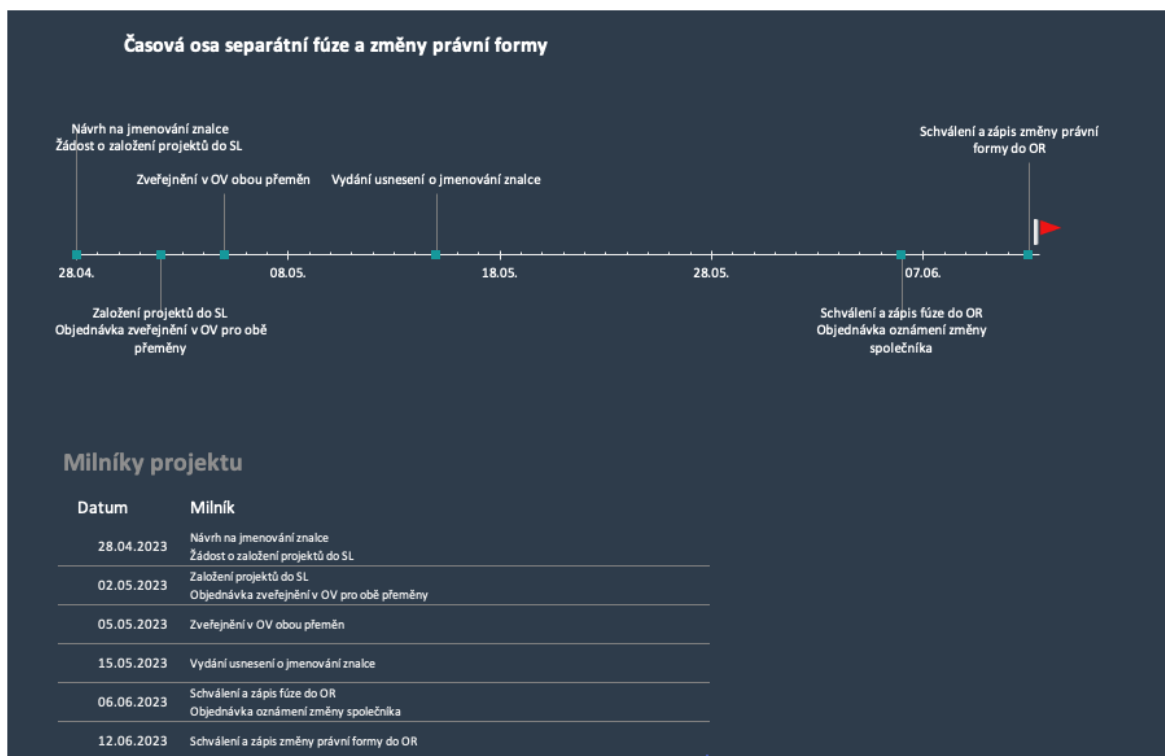 Časová osa separátní fúze a změny právní formy
Návrh na jmenování znalce
Žádost o založení projektů do SL
Schválení a zápis změny právní
formy do OR
Zveřejnění v OV obou přeměn
Vydání usnesení o jmenování znalce
28.04.
08.05.
18.05.
28.05.
07.06.
Založení projektů do SL
Objednávka zveřejnění v OV pro obě
přeměny
Schválení a zápis fúze do OR
Objednávka oznámení změny
společníka
Milníky projektu
Datum Milník
28.04.2023 Návrh na jmenování znalce
Žádost o založení projektů do SL
02.05.2023 Založení projektů do SL
Objednávka zveřejnění v OV pro obě přeměny
05.05.2023 Zveřejnění v OV obou přeměn
15.05.2023 Vydání usnesení o jmenování znalce
06.06.2023 Schválení a zápis fúze do OR
Objednávka oznámení změny společníka
12.06.2023 Schválení a zápis změny právní formy do OR